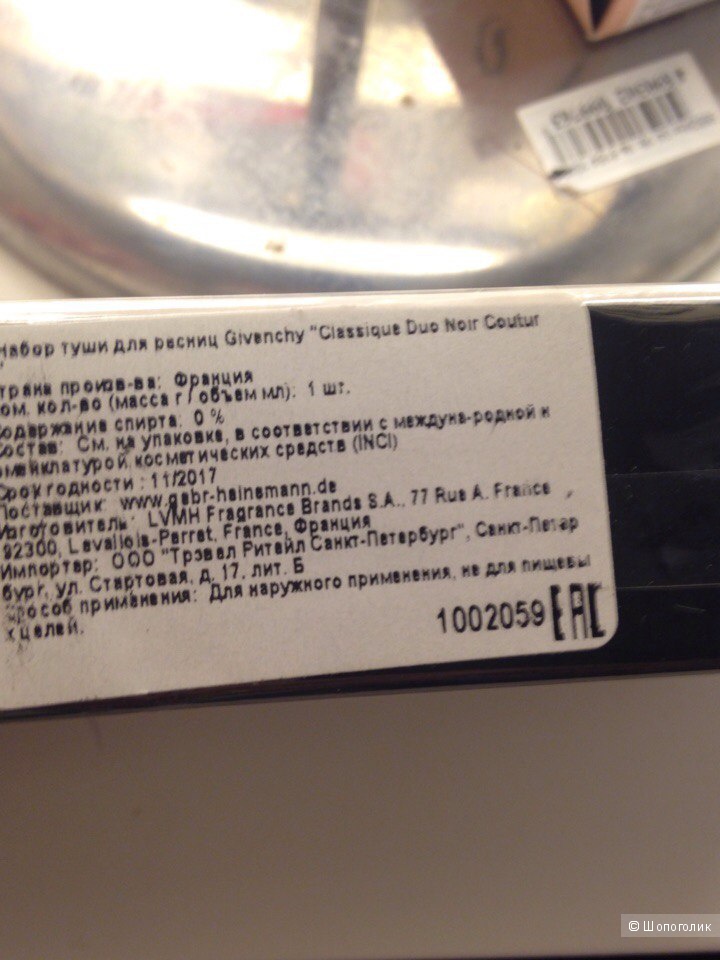 Набор туши для ресниц Givenchy "Classique Duo Noir Coutur
"
трана произв-ва: Франция
ом. кол-во (масса г / объем мл): 1 шт.
одержание спирта: 0 %
Состав: См. на упаковке, в соответствии с междуна-родной н
оменклатурой косметических средств (INCI)
Срок годности : 11/2017
Поставщик: www.gebr-heinemann.de
Изготовитель: LVMH Fragrance Brands S.A., 77 Rue A. France ,
92300, Levallois-Perret, France, Франция
Импортер: ООО "Трэвел Ритейл Санкт-Петербург", Санкт-Петер
бург, ул. Стартовая, д. 17, лит. Б
Способ применения: Для наружного применения, не для пищевы
х целей.
1002059 EAC
© Шопоголик